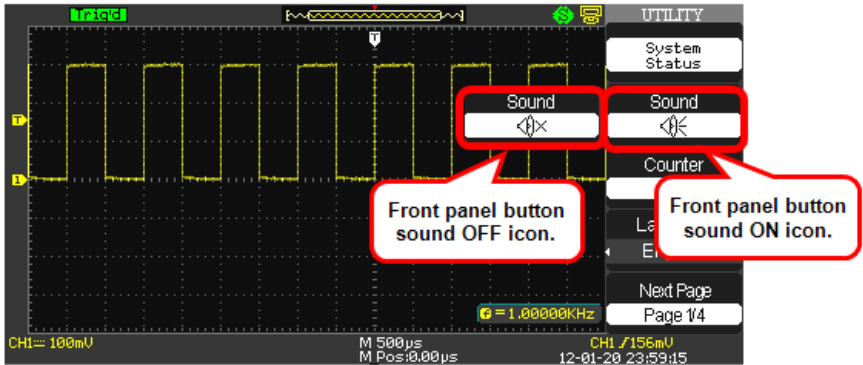 Trig'd
UTILITY
System
Status
Sound
Sound
Counter
Front panel button
sound OFF icon.
Front panel button
sound ON icon.
Next Page
Page 1/4
f = 1.00000KHz
CH1 100mV
M 500µs
CH1 /156mV
M Pos:0.00µs
12-01-20 23:59:15